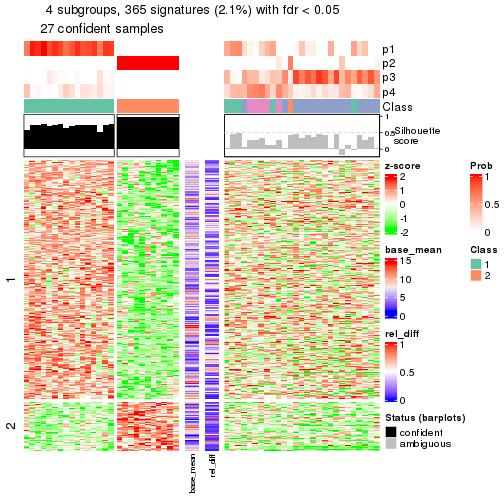 4 subgroups, 365 signatures (2.1%) with fdr < 0.05
27 confident samples
p1
p2
p3
p4
Class
1
0.5
0
Silhouette
score
1
2
base_mean
rel_diff
z-score
2
1
0
-1
-2
base_mean
15
10
5
0
rel_diff
1
0.5
0
Status (barplots)
confident
ambiguous
Prob
1
0.5
0
Class
1
2